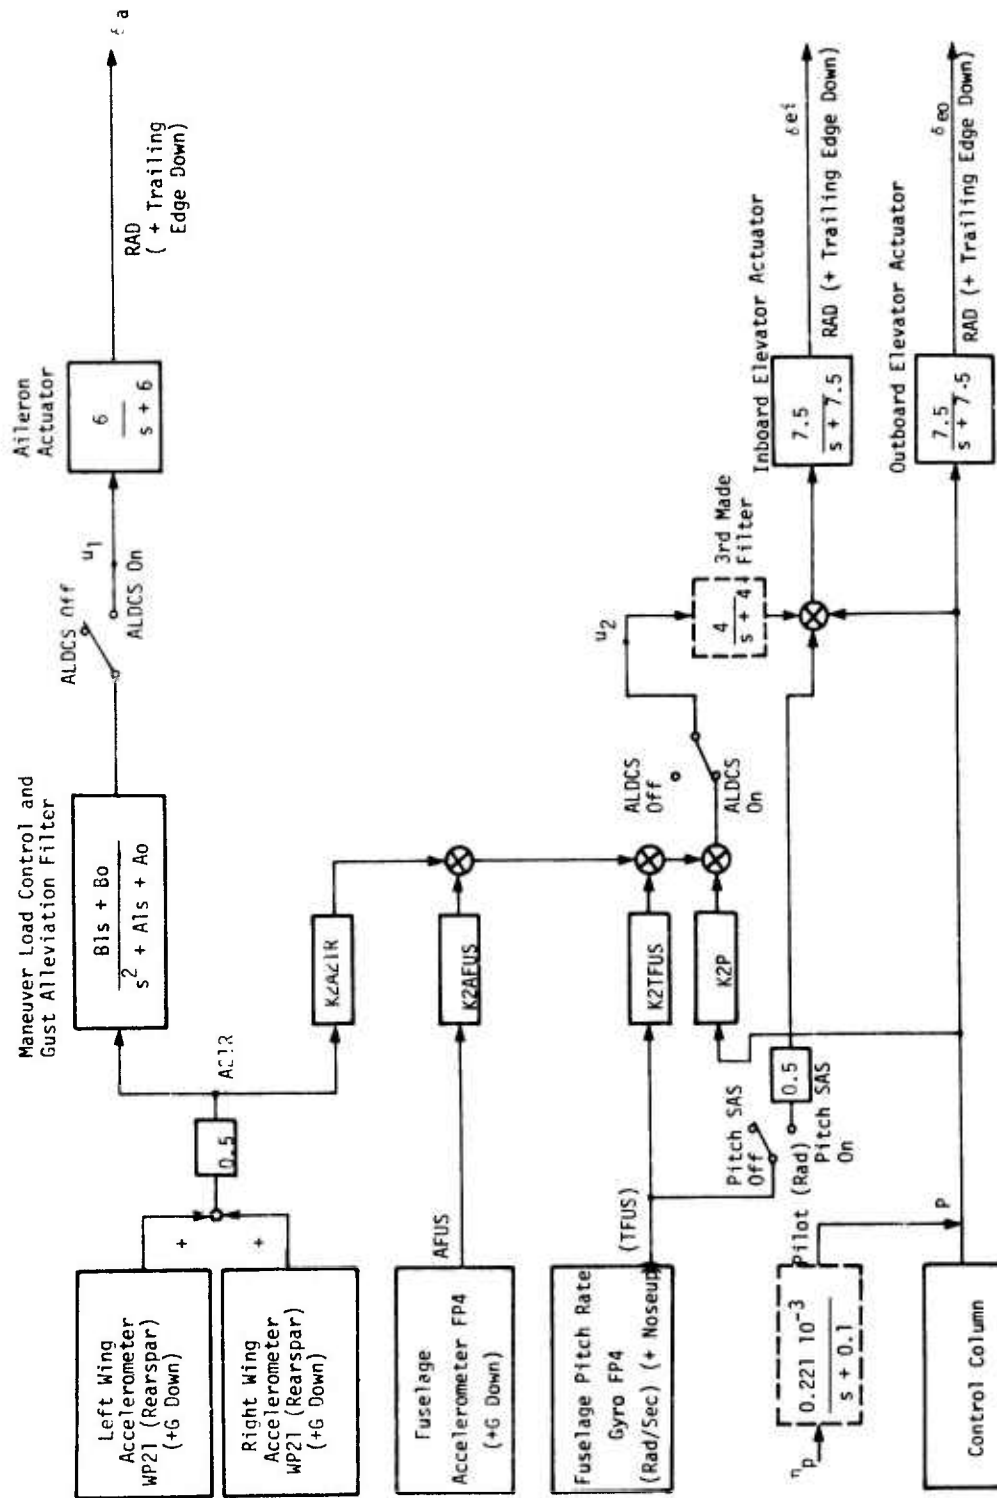 Left Wing
Accelerometer
WP21 (Rearspar)
(+G Down)
Right Wing
Accelerometer
WP21 (Rearspar)
(+G Down)
+
+
0.5
Maneuver Load Control and
Gust Alleviation Filter
B1s + Bo
s² + A1s + Ao
ALDCS Off
ALDCS On
u₁
Aileron
Actuator
6
s + 6
RAD
( + Trailing
Edge Down)
a
K2A21R
Fuselage
Accelerometer FP4
(+G Down)
AFUS
K2AFUS
Fuselage Pitch Rate
Gyro FP4
(Rad/Sec) (+ Noseup)
(TFUS)
K2TFUS
K2P
ALDCS
Off
ALDCS
On
u₂
3rd Made
Filter
4
s + 4
Pitch SAS
Off
0.5
Pitch SAS
On
Inboard Elevator Actuator
7.5
s + 7.5
δei
RAD (+ Trailing Edge Down)
ηp
0.221 10⁻³
s + 0.1
Pilot (Rad)
P
Control Column
Outboard Elevator Actuator
7.5
s + 7.5
δeo
RAD (+ Trailing Edge Down)